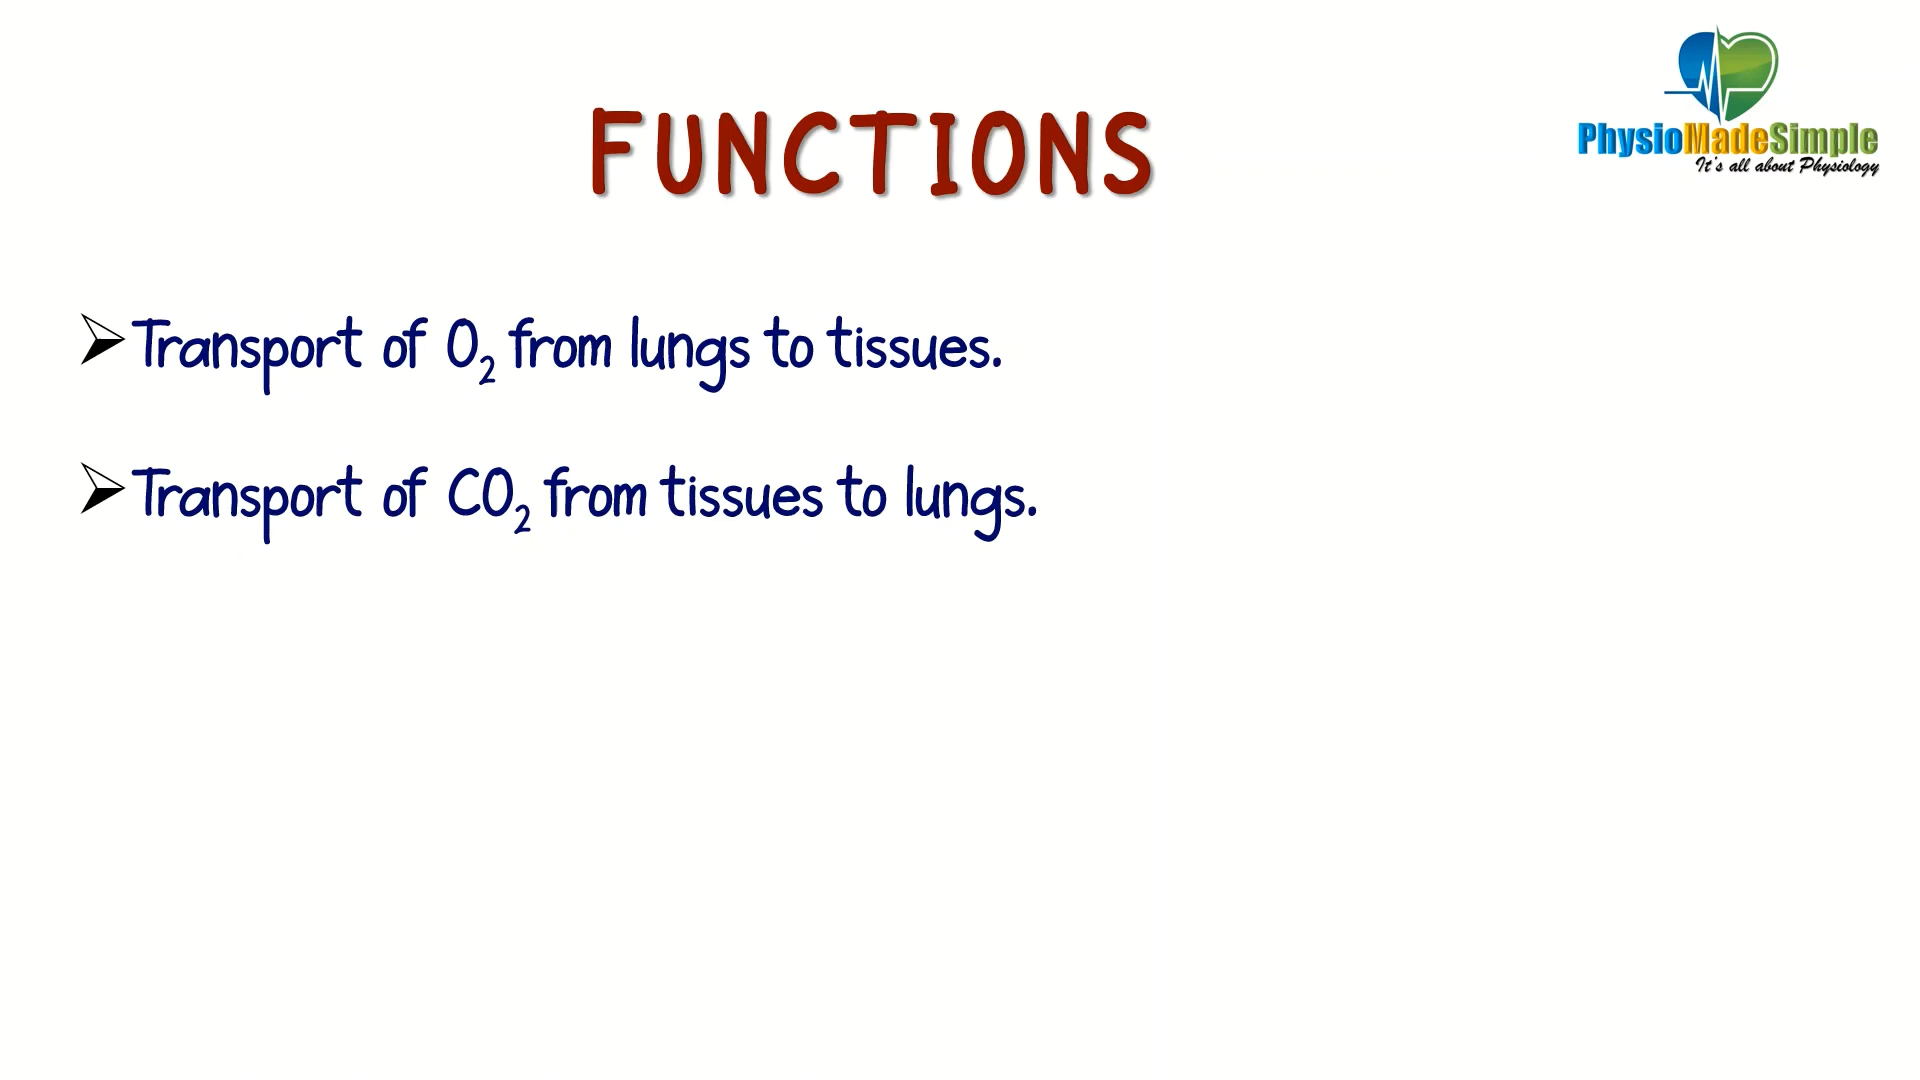 FUNCTIONS
PhysioMadeSimple
It's all about Physiology
➢Transport of O₂ from lungs to tissues.
➢Transport of CO₂ from tissues to lungs.